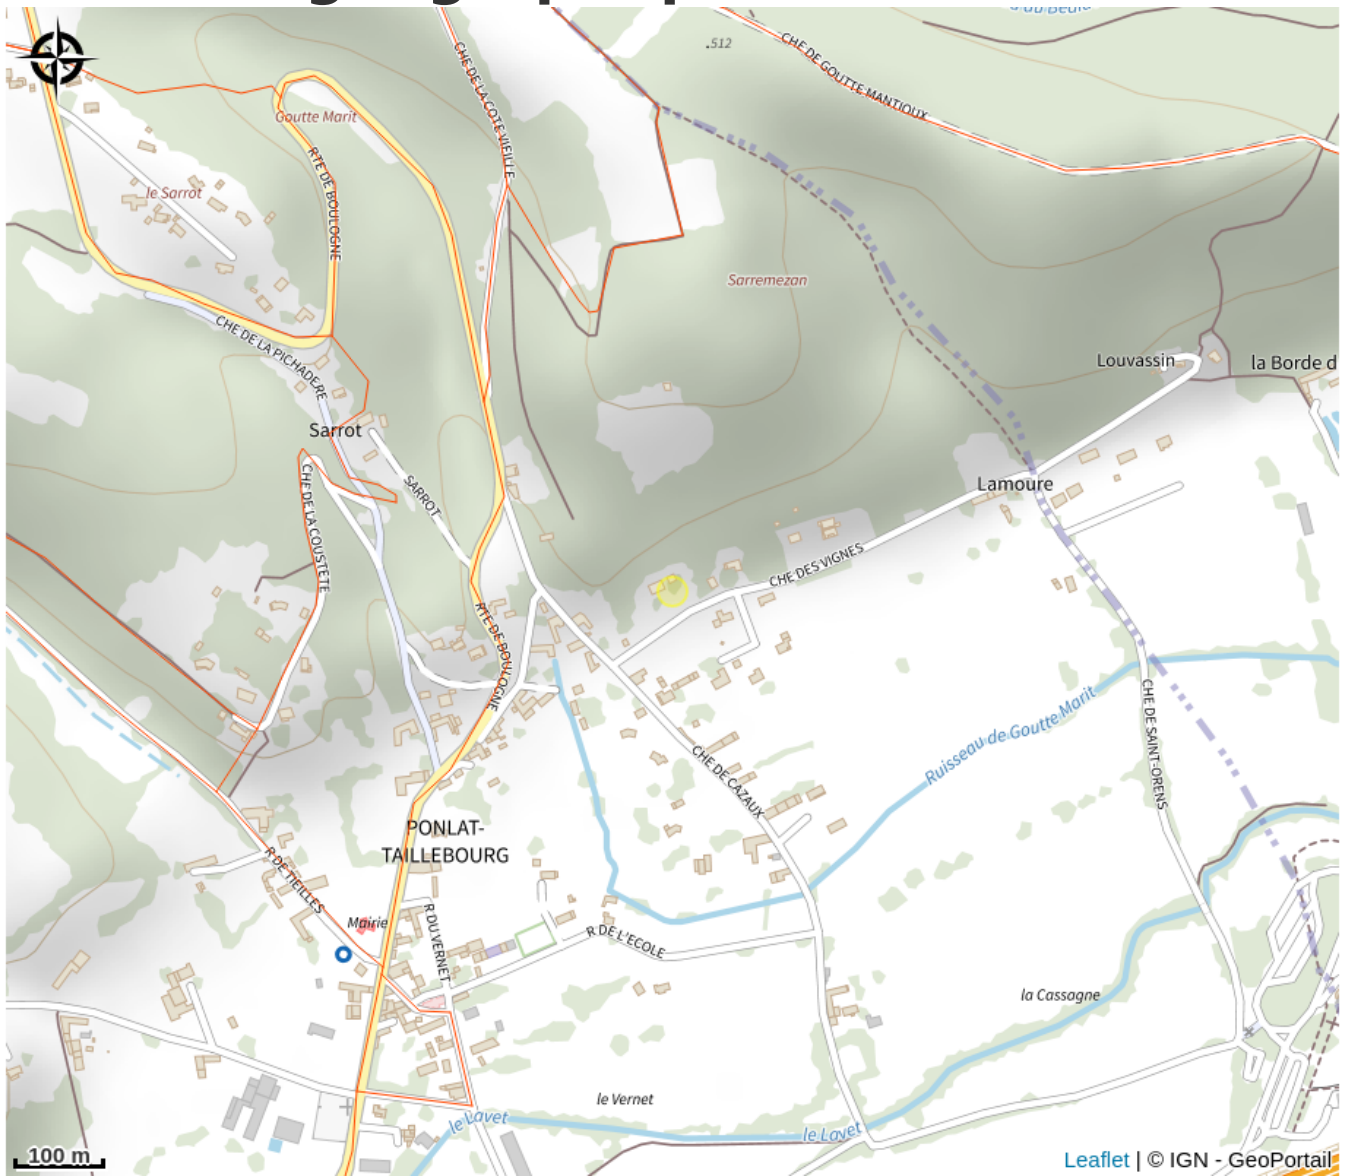 .512
CHE DE GOUTTE MANTIOUX
CHE DE LA COTE VIEILLE
Goutte Marit
RTE DE BOULOGNE
le Sarrot
Sarremezan
CHE DE LA PICHADERE
Louvassin
la Borde d
Sarrot
CHE DE LA COUSTETE
SARROT
Lamoure
CHE DES VIGNES
RTE DE BOULOGNE
Ruisseau de Goutte Marit
CHE DE SAINT-ORENS
CHE DE CAZAUX
PONLAT-
TAILLEBOURG
R DE TIEILLES
Mairie
R DU VERNET
R DE L'ECOLE
la Cassagne
le Vernet
le Lavet
le Lavet
100 m
Leaflet | © IGN - GeoPortail